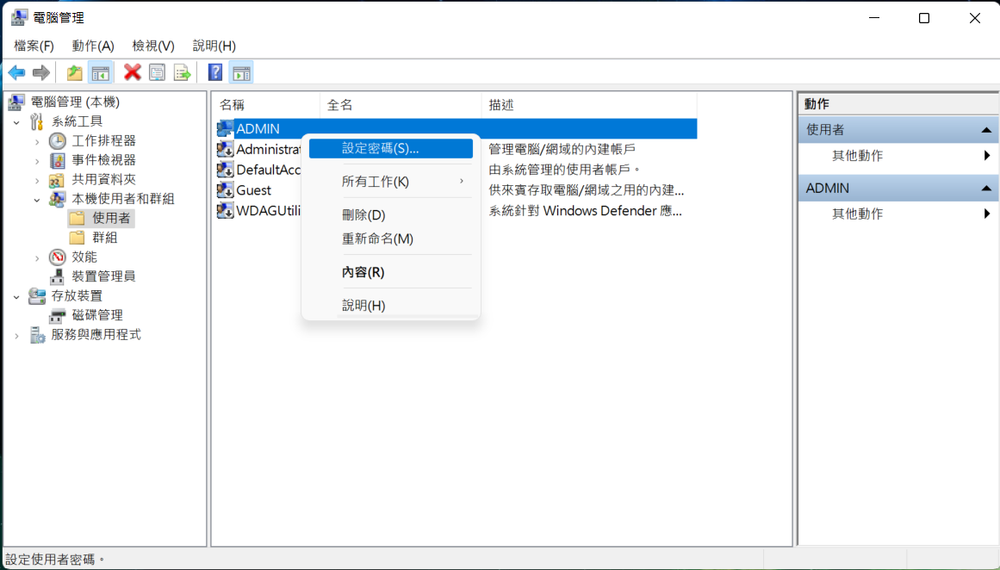 電腦管理
檔案(F) 動作(A) 檢視(V) 說明(H)
電腦管理 (本機)
系統工具
工作排程器
事件檢視器
共用資料夾
本機使用者和群組
使用者
群組
效能
裝置管理員
存放裝置
磁碟管理
服務與應用程式
名稱 全名 描述
ADMIN
Administrat 管理電腦/網域的內建帳戶
DefaultAcc 由系統管理的使用者帳戶。
Guest 供來賓存取電腦/網域之用的內建...
WDAGUtili 系統針對 Windows Defender 應...
設定密碼(S)...
所有工作(K)
刪除(D)
重新命名(M)
內容(R)
說明(H)
動作
使用者
其他動作
ADMIN
其他動作
設定使用者密碼。